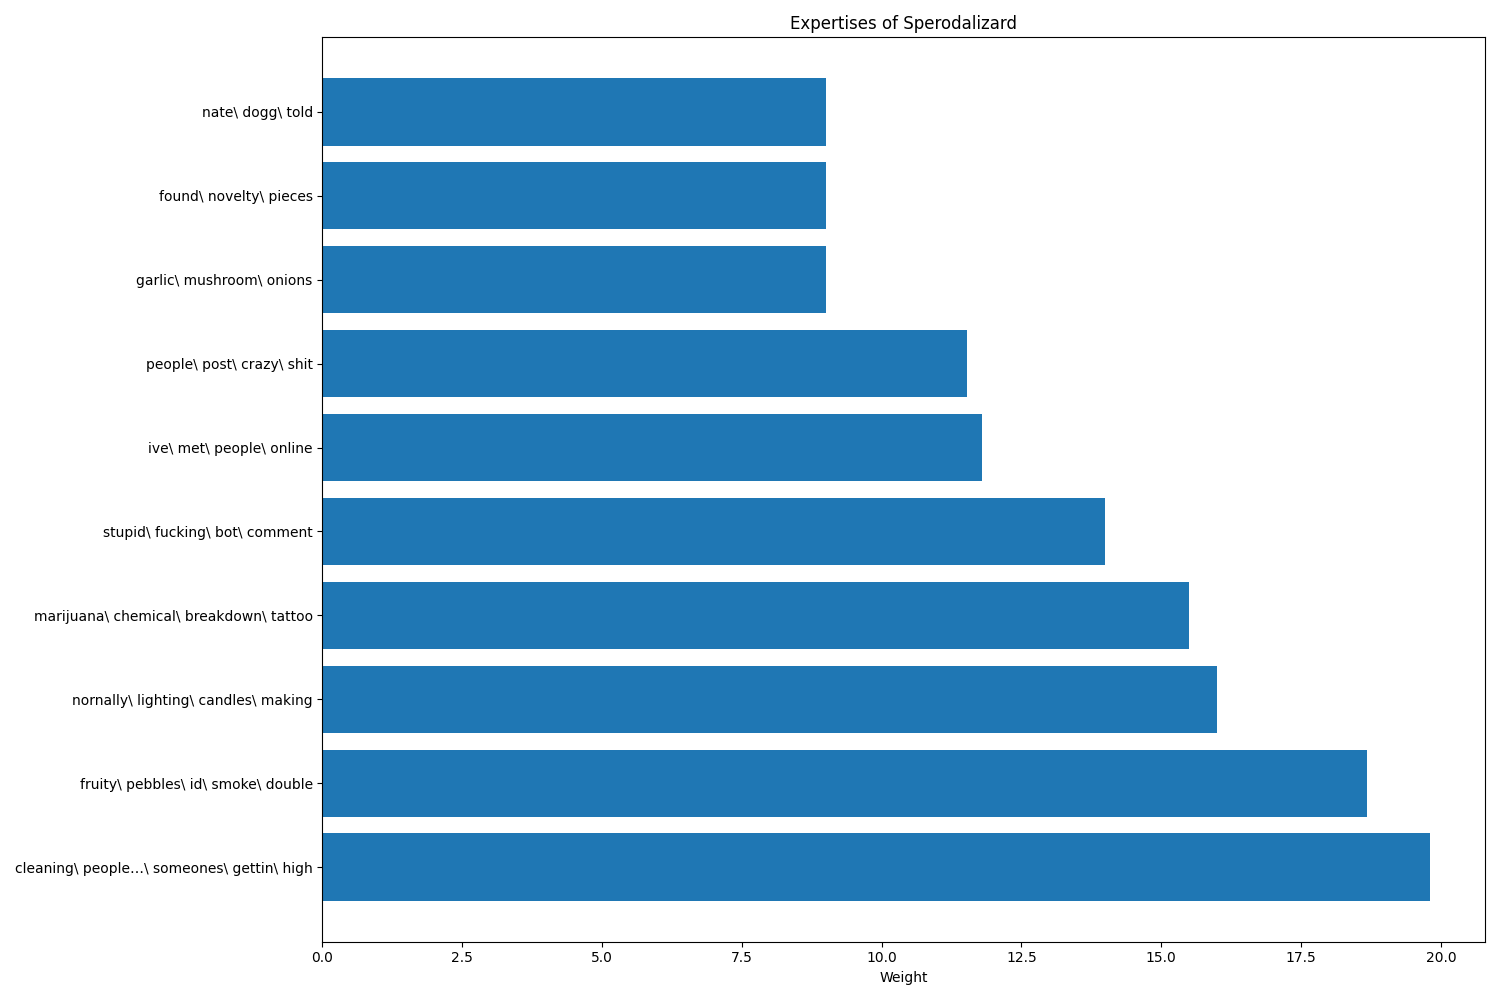 Expertises of Sperodalizard
nate\ dogg\ told
found\ novelty\ pieces
garlic\ mushroom\ onions
people\ post\ crazy\ shit
ive\ met\ people\ online
stupid\ fucking\ bot\ comment
marijuana\ chemical\ breakdown\ tattoo
nornally\ lighting\ candles\ making
fruity\ pebbles\ id\ smoke\ double
cleaning\ people…\ someones\ gettin\ high
0.0 2.5 5.0 7.5 10.0 12.5 15.0 17.5 20.0
Weight